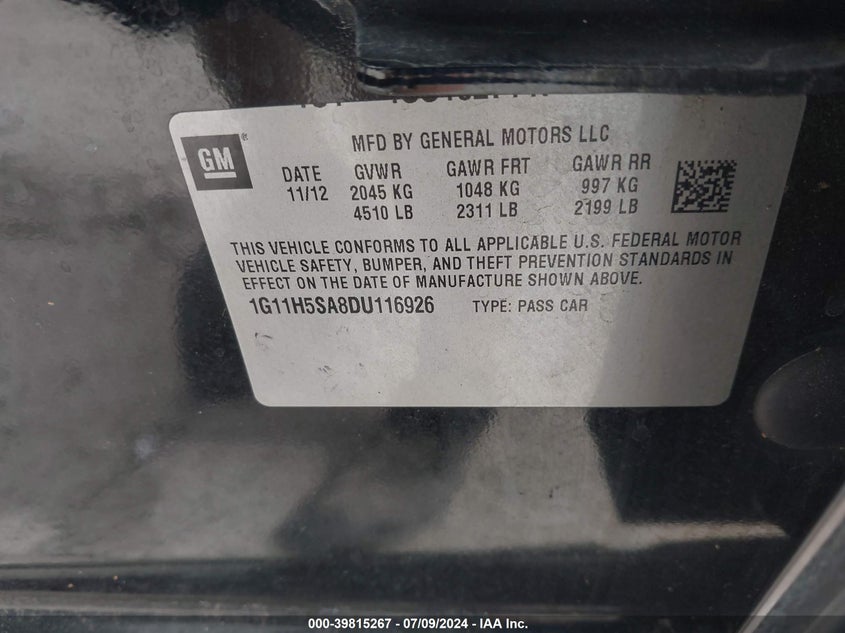 MFD BY GENERAL MOTORS LLC
GM
DATE GVWR GAWR FRT GAWR RR
11/12 2045 KG 1048 KG 997 KG
4510 LB 2311 LB 2199 LB
THIS VEHICLE CONFORMS TO ALL APPLICABLE U.S. FEDERAL MOTOR
VEHICLE SAFETY, BUMPER, AND THEFT PREVENTION STANDARDS IN
EFFECT ON THE DATE OF MANUFACTURE SHOWN ABOVE.
1G11H5SA8DU116926 TYPE: PASS CAR
000-39815267 - 07/09/2024 - IAA Inc.